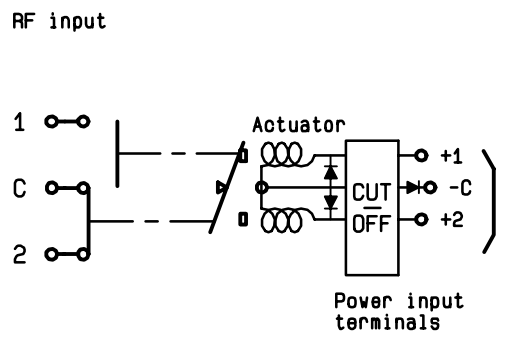 RF input
1
C
2
Actuator
CUT
OFF
+1
-C
+2
Power input
terminals